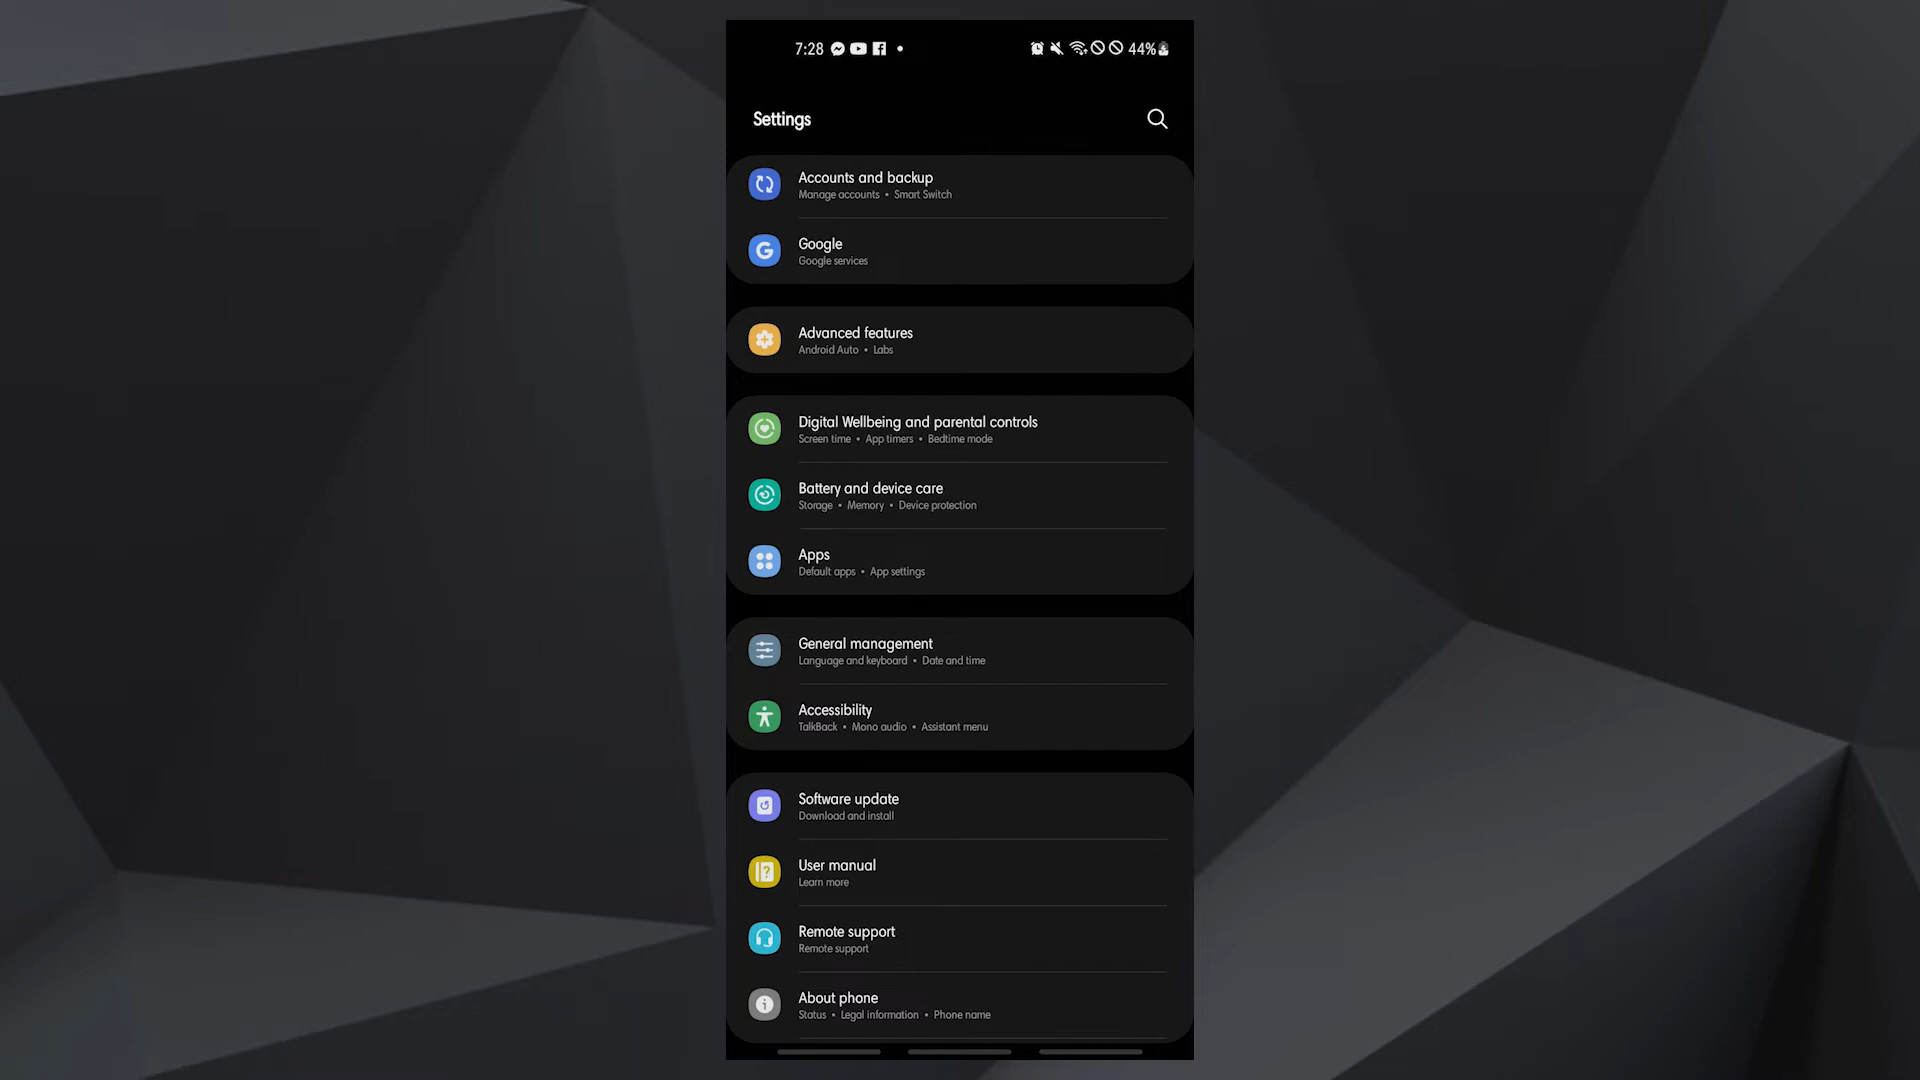 7:28 44%
Settings
Accounts and backup
Manage accounts • Smart Switch
Google
Google services
Advanced features
Android Auto • Labs
Digital Wellbeing and parental controls
Screen time • App timers • Bedtime mode
Battery and device care
Storage • Memory • Device protection
Apps
Default apps • App settings
General management
Language and keyboard • Date and time
Accessibility
TalkBack • Mono audio • Assistant menu
Software update
Download and install
User manual
Learn more
Remote support
Remote support
About phone
Status • Legal information • Phone name